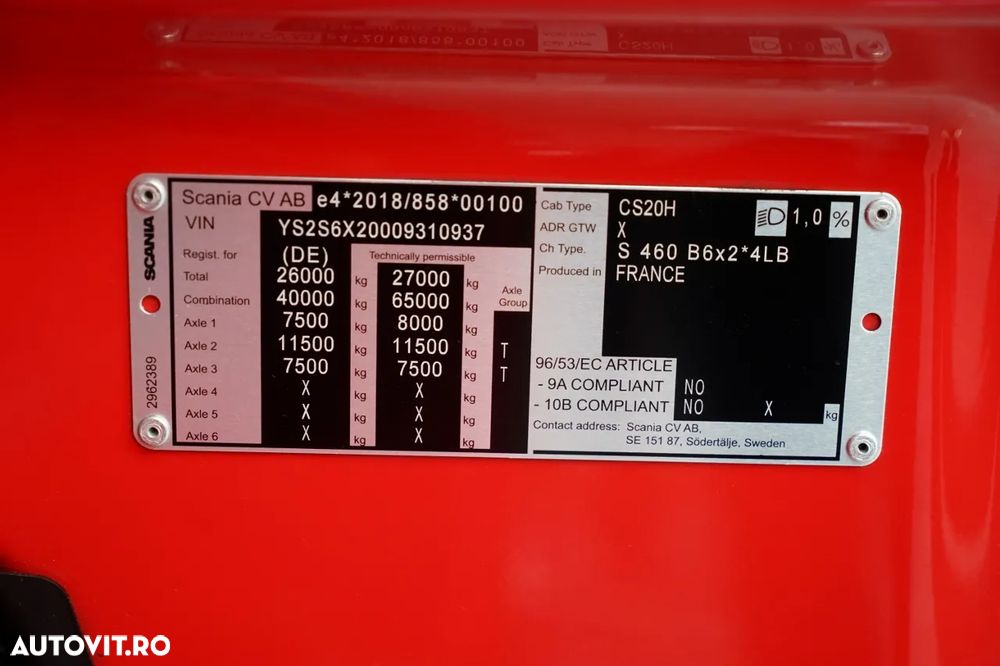 Scania CV AB e4*2018/858*00100
VIN YS2S6X20009310937
Regist. for (DE) Technically permissible
Total 26000 kg 27000 kg Axle Group
Combination 40000 kg 65000 kg
Axle 1 7500 kg 8000 kg
Axle 2 11500 kg 11500 kg T
Axle 3 7500 kg 7500 kg T
Axle 4 X kg X kg
Axle 5 X kg X kg
Axle 6 X kg X kg
SCANIA
2962389
Cab Type CS20H 1,0 %
ADR GTW X
Ch Type. S 460 B6x2*4LB
Produced in FRANCE
96/53/EC ARTICLE
- 9A COMPLIANT NO
- 10B COMPLIANT NO X kg
Contact address: Scania CV AB,
SE 151 87, Södertälje, Sweden
AUTOVIT.RO